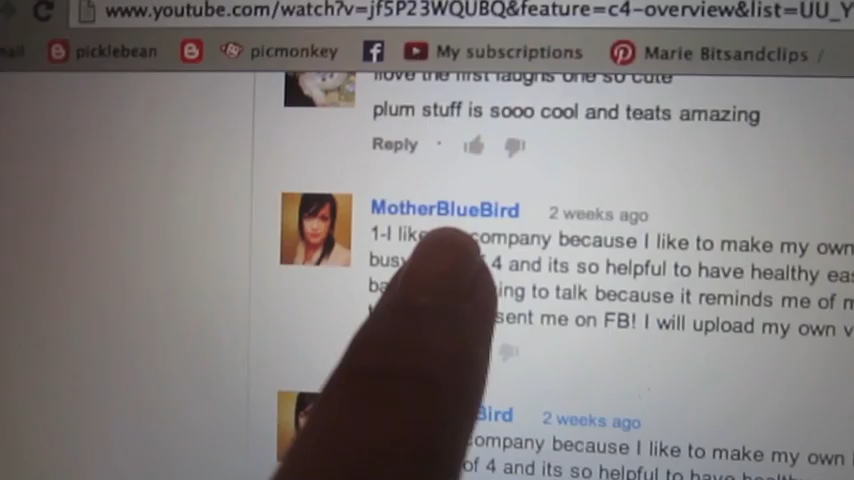 www.youtube.com/watch?v=jf5P23WQUBQ&feature=c4-overview&list=UU_Y
picklebean picmonkey My subscriptions Marie Bitsandclips /
ilove the first laughs one so cute
plum stuff is sooo cool and teats amazing
Reply ·
MotherBlueBird 2 weeks ago
1-I like company because I like to make my own
busy 4 and its so helpful to have healthy eas
ba ing to talk because it reminds me of m
sent me on FB! I will upload my own v
Bird 2 weeks ago
ompany because I like to make my own
of 4 and its so helpful to have healthy